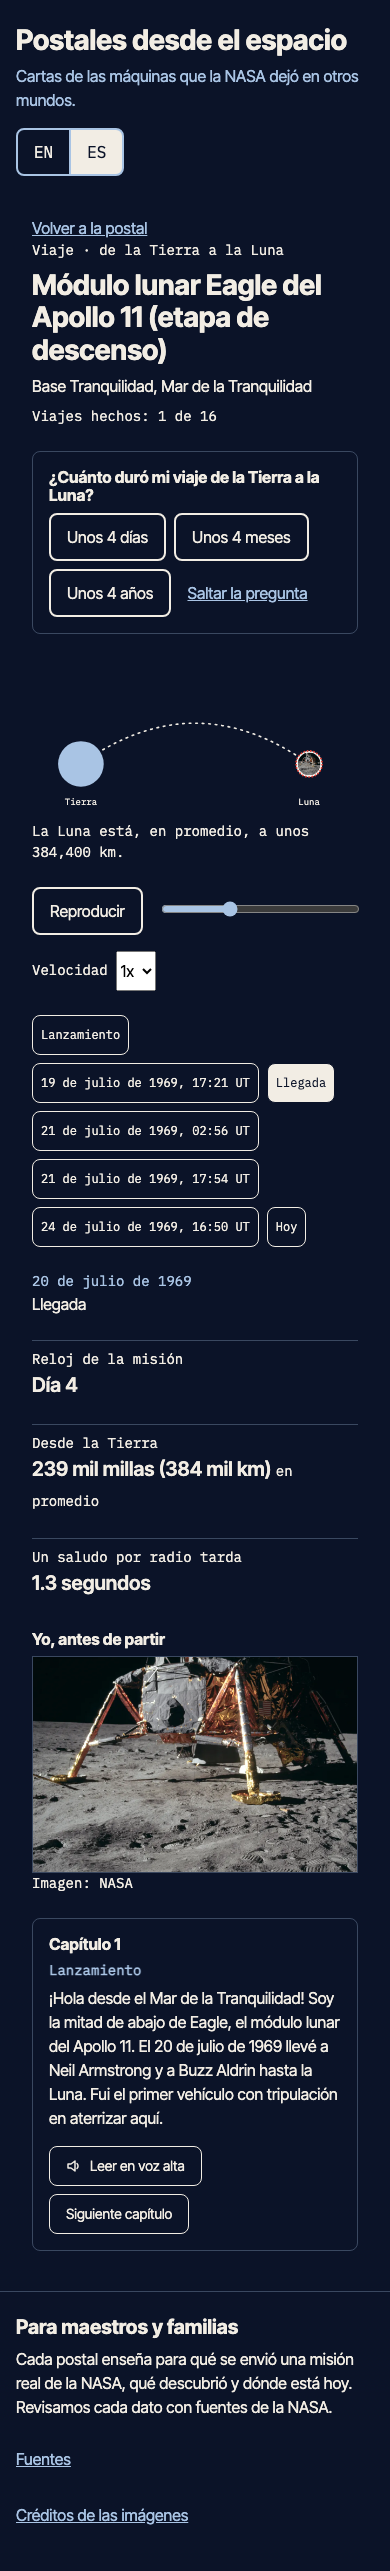 Postales desde el espacio
Cartas de las máquinas que la NASA dejó en otros
mundos.
EN
ES
Volver a la postal
Viaje · de la Tierra a la Luna
Módulo lunar Eagle del
Apollo 11 (etapa de
descenso)
Base Tranquilidad, Mar de la Tranquilidad
Viajes hechos: 1 de 16
¿Cuánto duró mi viaje de la Tierra a la
Luna?
Unos 4 días
Unos 4 meses
Unos 4 años
Saltar la pregunta
Tierra
Luna
La Luna está, en promedio, a unos
384,400 km.
Reproducir
Velocidad 1x
Lanzamiento
19 de julio de 1969, 17:21 UT
Llegada
21 de julio de 1969, 02:56 UT
21 de julio de 1969, 17:54 UT
24 de julio de 1969, 16:50 UT
Hoy
20 de julio de 1969
Llegada
Reloj de la misión
Día 4
Desde la Tierra
239 mil millas (384 mil km) en
promedio
Un saludo por radio tarda
1.3 segundos
Yo, antes de partir
Imagen: NASA
Capítulo 1
Lanzamiento
¡Hola desde el Mar de la Tranquilidad! Soy
la mitad de abajo de Eagle, el módulo lunar
del Apollo 11. El 20 de julio de 1969 llevé a
Neil Armstrong y a Buzz Aldrin hasta la
Luna. Fui el primer vehículo con tripulación
en aterrizar aquí.
Leer en voz alta
Siguiente capítulo
Para maestros y familias
Cada postal enseña para qué se envió una misión
real de la NASA, qué descubrió y dónde está hoy.
Revisamos cada dato con fuentes de la NASA.
Fuentes
Créditos de las imágenes